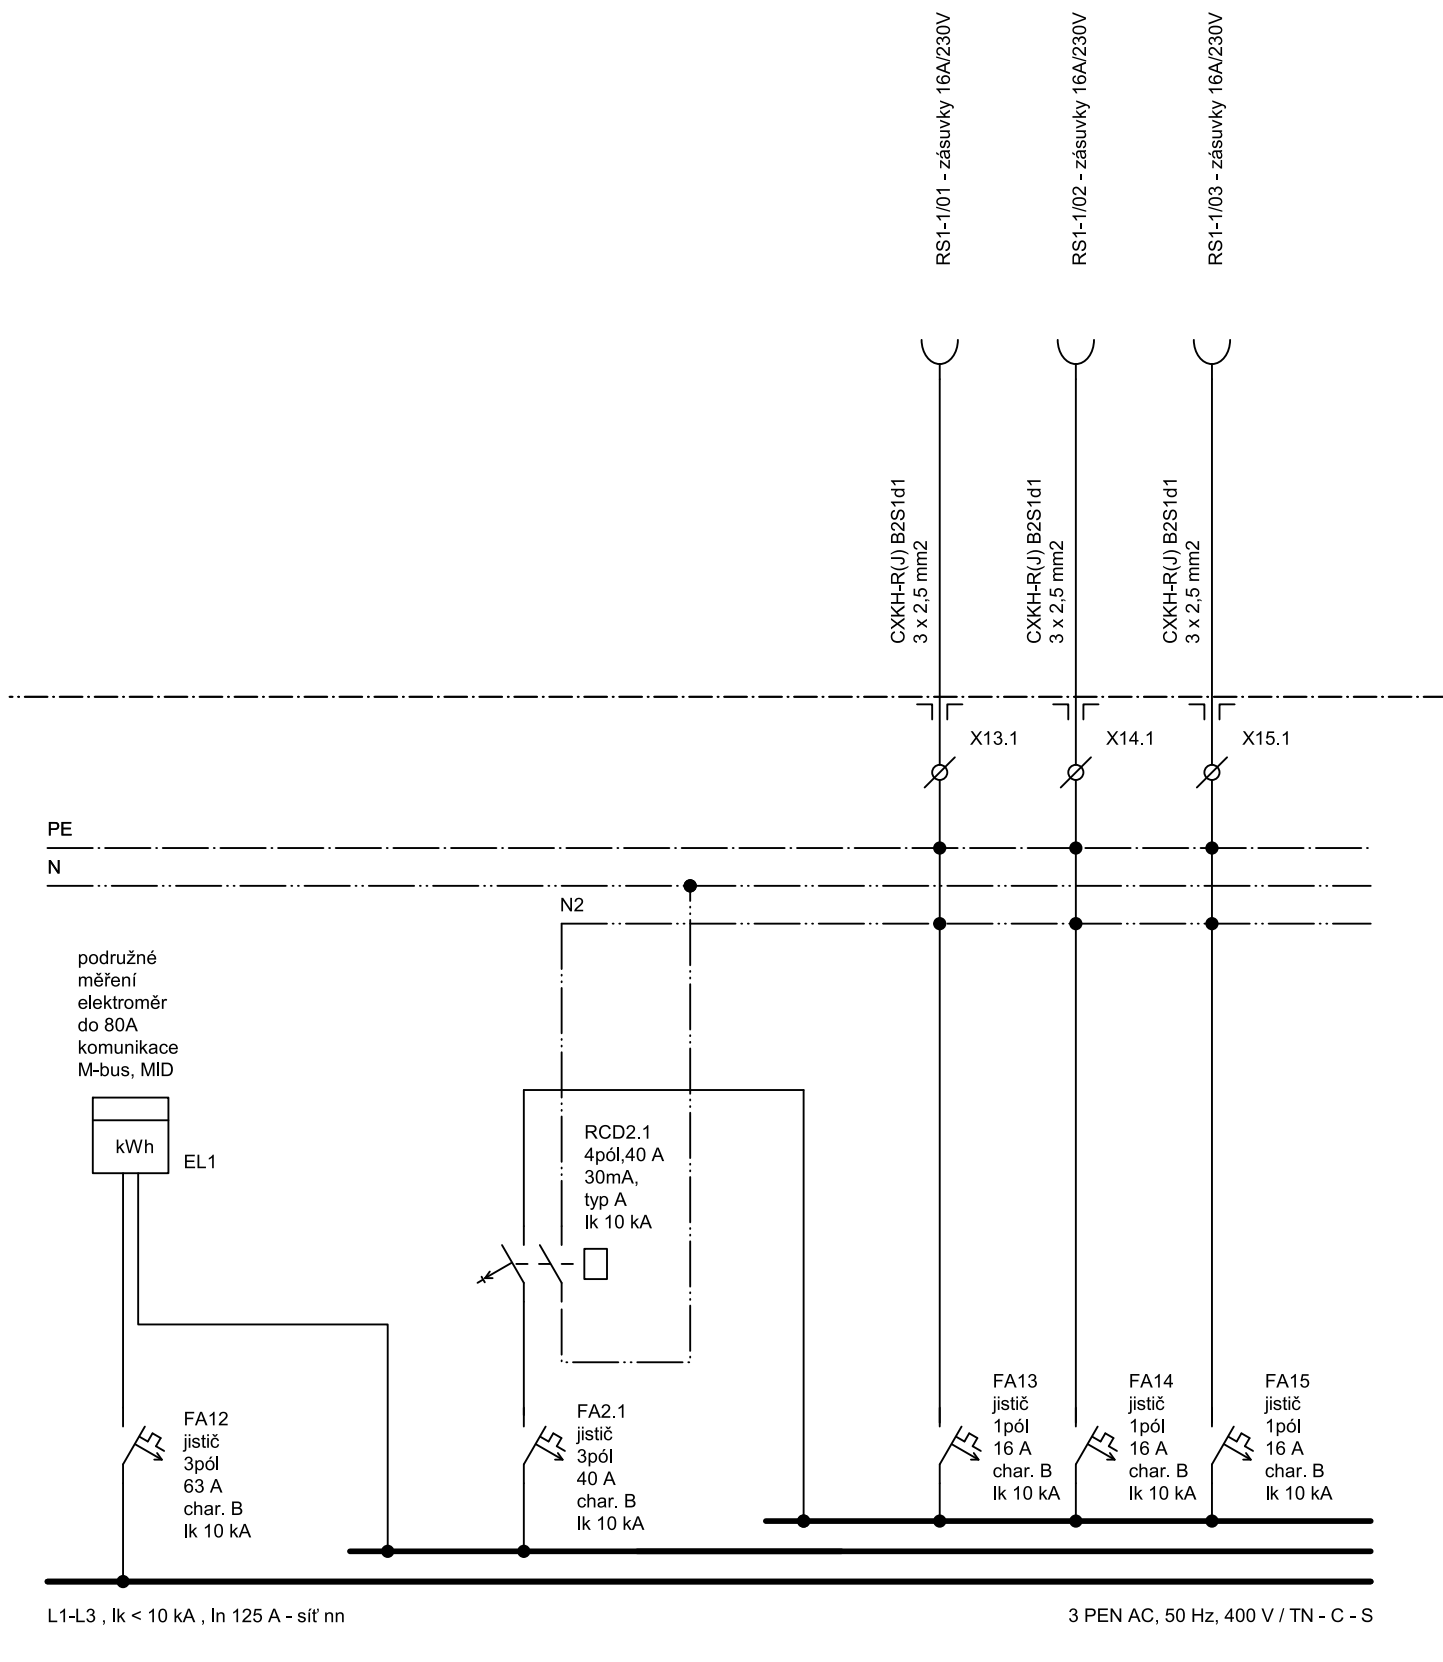 RS1-1/01 - zásuvky 16A/230V
RS1-1/02 - zásuvky 16A/230V
RS1-1/03 - zásuvky 16A/230V
CXKH-R(J) B2S1d1
3 x 2,5 mm2
CXKH-R(J) B2S1d1
3 x 2,5 mm2
CXKH-R(J) B2S1d1
3 x 2,5 mm2
X13.1
X14.1
X15.1
PE
N
N2
podružné
měření
elektroměr
do 80A
komunikace
M-bus, MID
kWh
EL1
RCD2.1
4pól,40 A
30mA,
typ A
Ik 10 kA
FA12
jistič
3pól
63 A
char. B
Ik 10 kA
FA2.1
jistič
3pól
40 A
char. B
Ik 10 kA
FA13
jistič
1pól
16 A
char. B
Ik 10 kA
FA14
jistič
1pól
16 A
char. B
Ik 10 kA
FA15
jistič
1pól
16 A
char. B
Ik 10 kA
L1-L3 , Ik < 10 kA , In 125 A - síť nn
3 PEN AC, 50 Hz, 400 V / TN - C - S